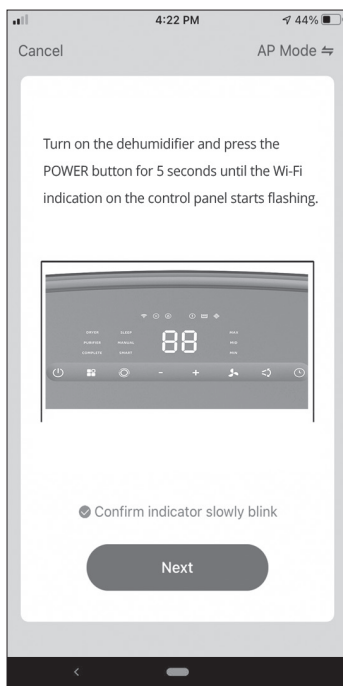 4:22 PM 44%
Cancel AP Mode
Turn on the dehumidifier and press the
POWER button for 5 seconds until the Wi-Fi
indication on the control panel starts flashing.
88
DRYER SLEEP MAX
PURIFIER MANUAL MID
COMPLETE SMART MIN
Confirm indicator slowly blink
Next